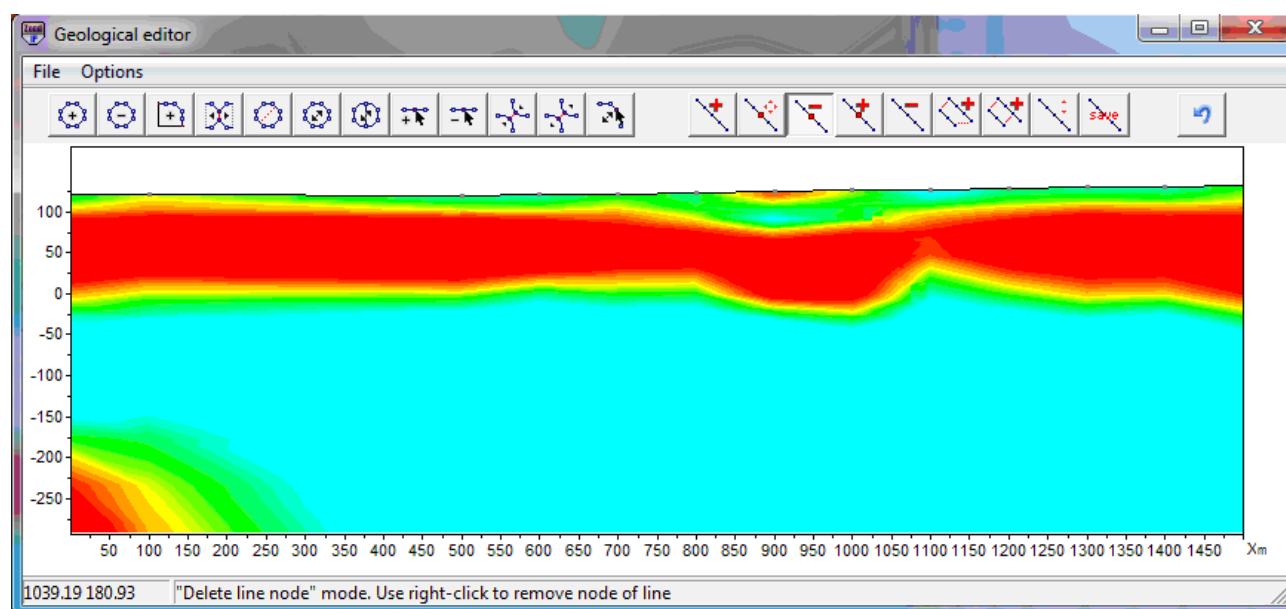 Geological editor
File Options
save
100
50
0
-50
-100
-150
-200
-250
50 100 150 200 250 300 350 400 450 500 550 600 650 700 750 800 850 900 950 1000 1050 1100 1150 1200 1250 1300 1350 1400 1450 Xm
1039.19 180.93 "Delete line node" mode. Use right-click to remove node of line